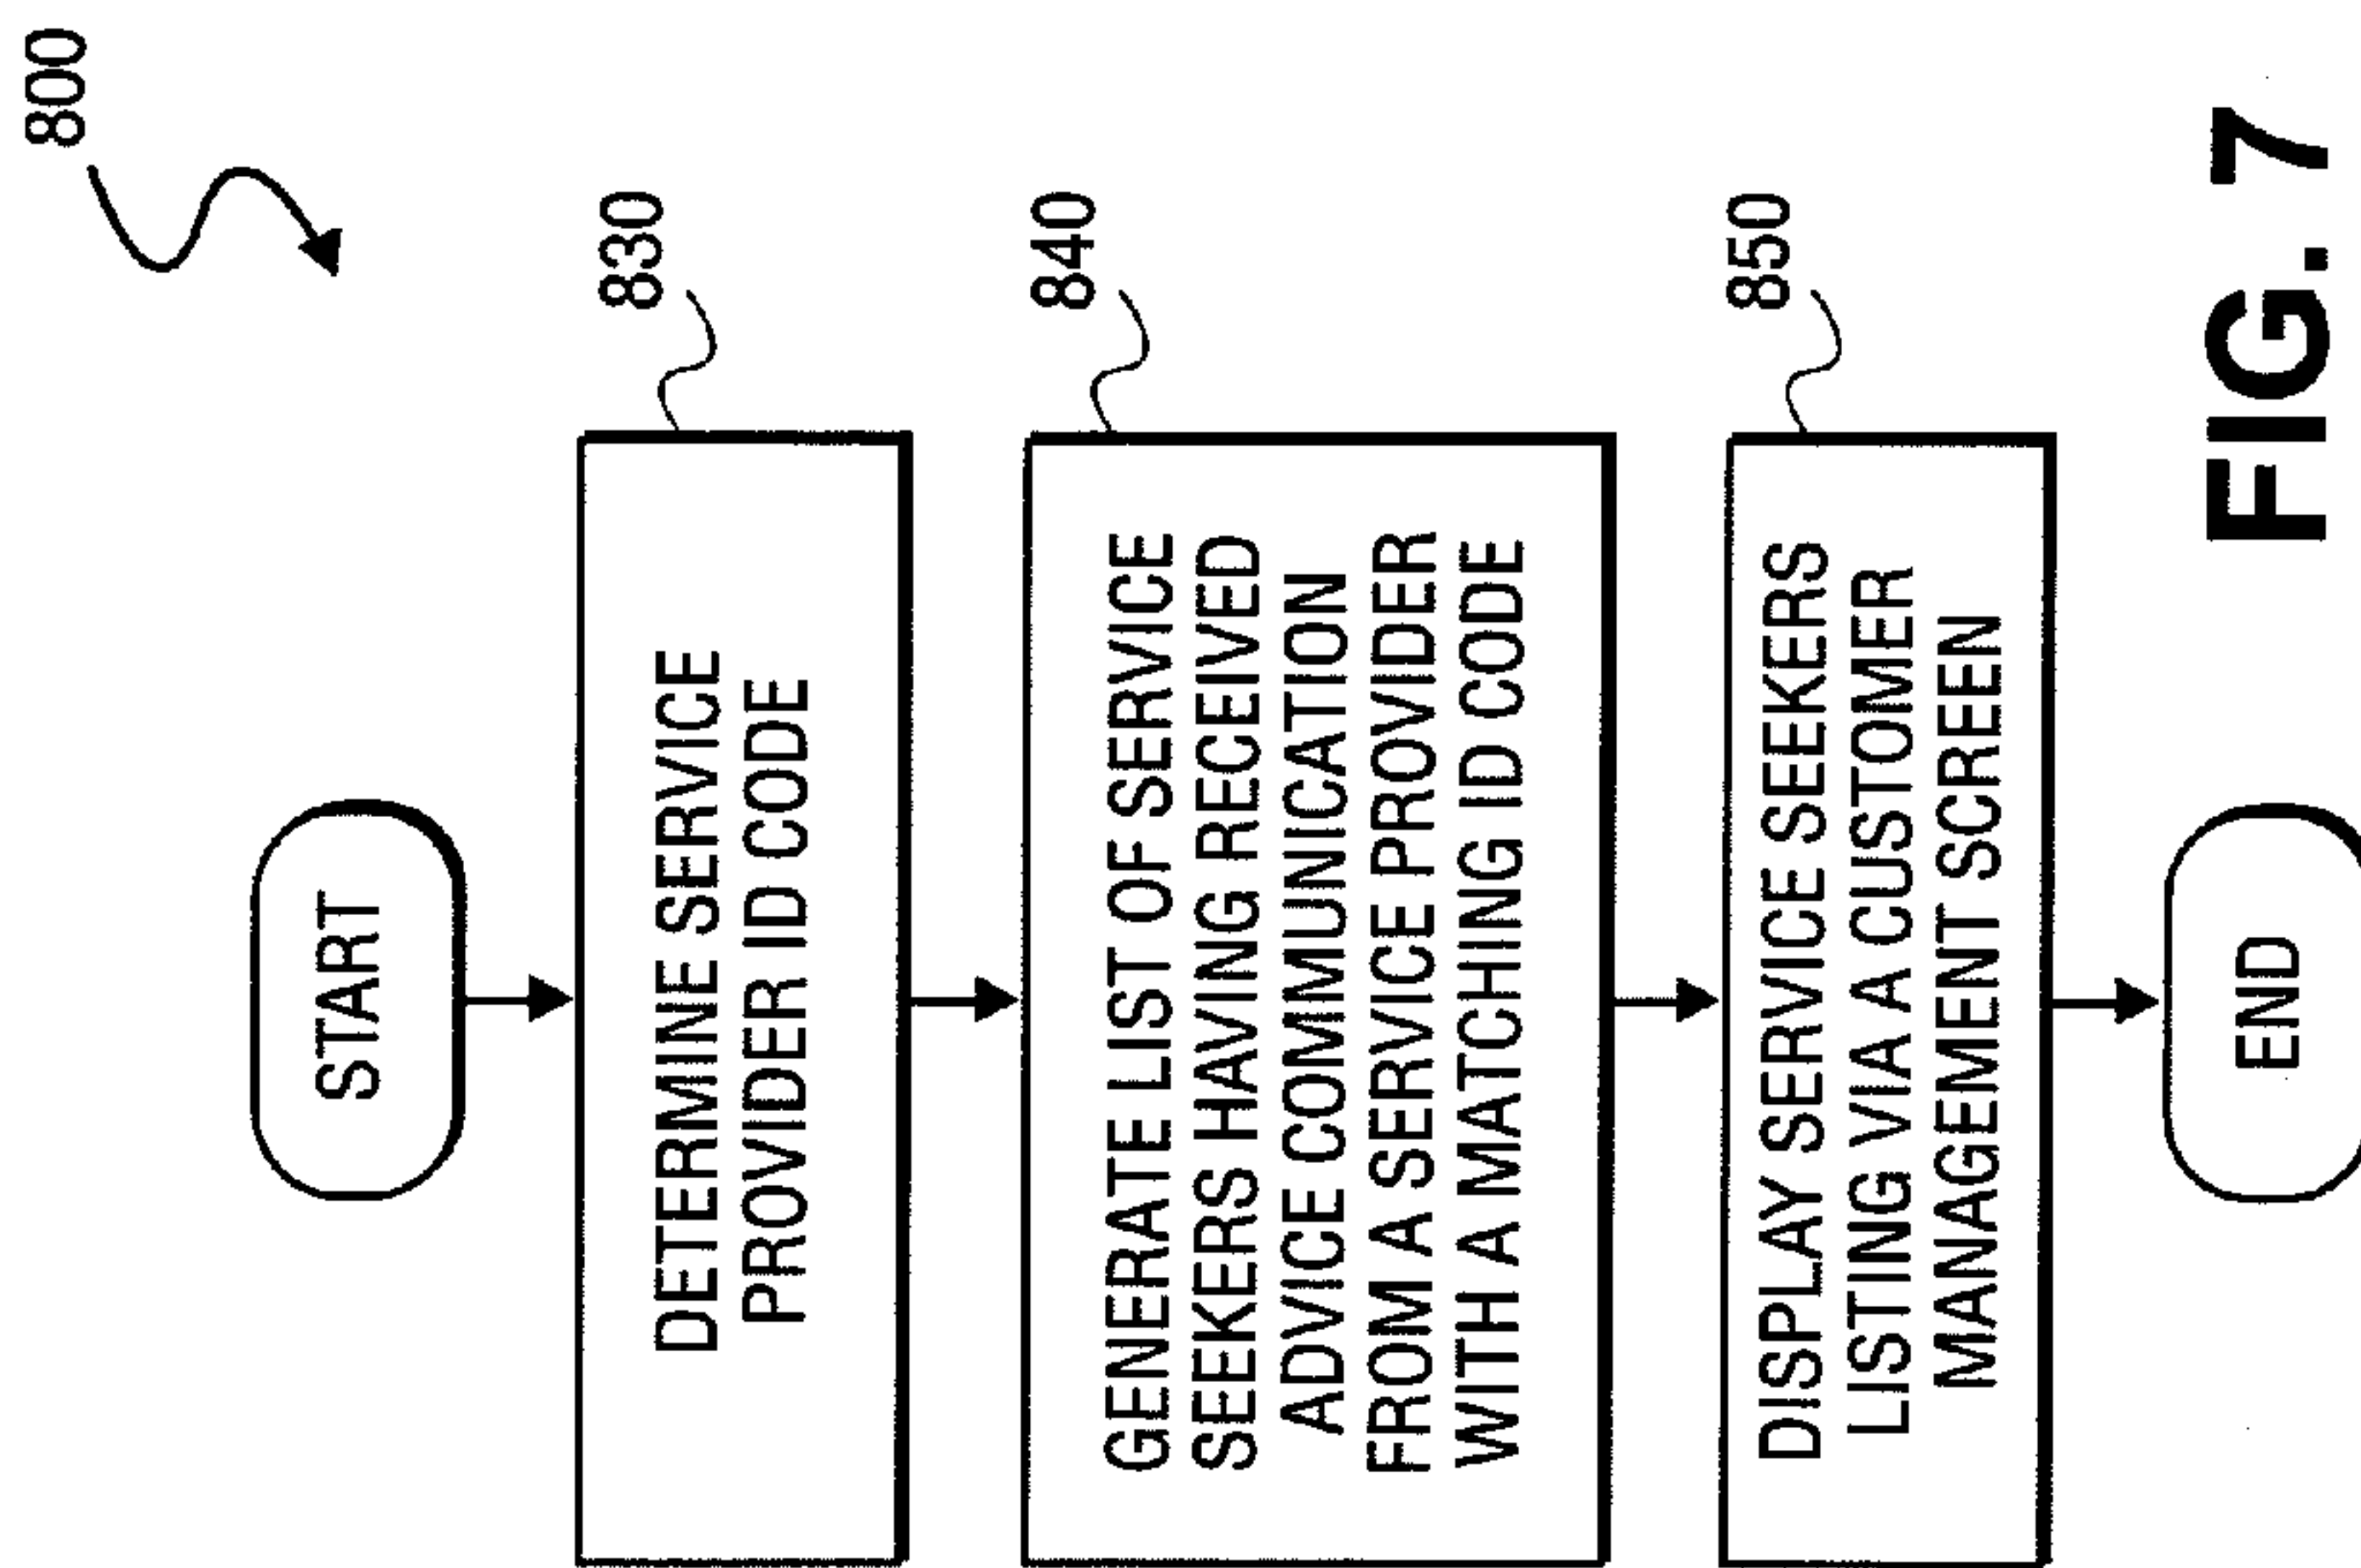 800
START
830
DETERMINE SERVICE
PROVIDER ID CODE
840
GENERATE LIST OF SERVICE
SEEKERS HAVING RECEIVED
ADVICE COMMUNICATION
FROM A SERVICE PROVIDER
WITH A MATCHING ID CODE
850
DISPLAY SERVICE SEEKERS
LISTING VIA A CUSTOMER
MANAGEMENT SCREEN
END
FIG. 7